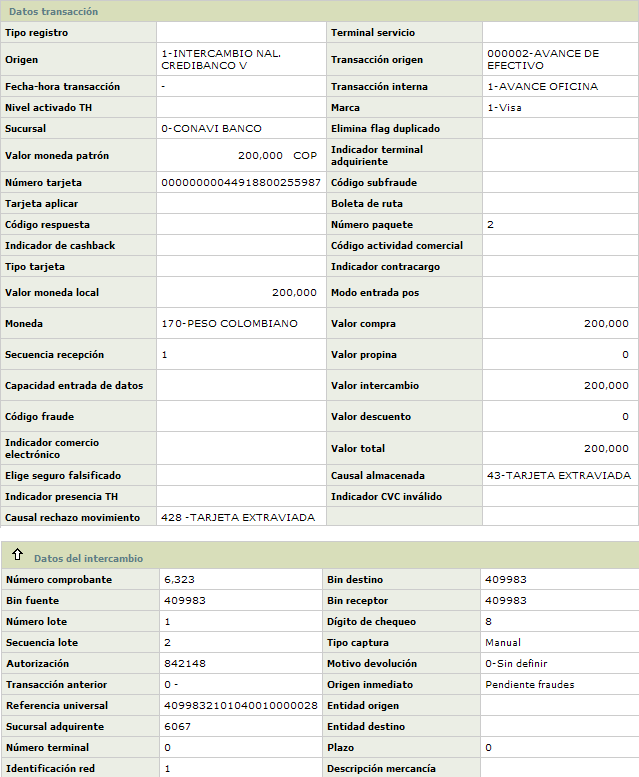 Datos transacción
Tipo registro Terminal servicio
Origen 1-INTERCAMBIO NAL. CREDIBANCO V Transacción origen 000002-AVANCE DE EFECTIVO
Fecha-hora transacción - Transacción interna 1-AVANCE OFICINA
Nivel activado TH Marca 1-Visa
Sucursal 0-CONAVI BANCO Elimina flag duplicado
Valor moneda patrón 200,000 COP Indicador terminal adquiriente
Número tarjeta 00000000044918800255987 Código subfraude
Tarjeta aplicar Boleta de ruta
Código respuesta Número paquete 2
Indicador de cashback Código actividad comercial
Tipo tarjeta Indicador contracargo
Valor moneda local 200,000 Modo entrada pos
Moneda 170-PESO COLOMBIANO Valor compra 200,000
Secuencia recepción 1 Valor propina 0
Capacidad entrada de datos Valor intercambio 200,000
Código fraude Valor descuento 0
Indicador comercio electrónico Valor total 200,000
Elige seguro falsificado Causal almacenada 43-TARJETA EXTRAVIADA
Indicador presencia TH Indicador CVC inválido
Causal rechazo movimiento 428 -TARJETA EXTRAVIADA
Datos del intercambio
Número comprobante 6,323 Bin destino 409983
Bin fuente 409983 Bin receptor 409983
Número lote 1 Dígito de chequeo 8
Secuencia lote 2 Tipo captura Manual
Autorización 842148 Motivo devolución 0-Sin definir
Transacción anterior 0 - Origen inmediato Pendiente fraudes
Referencia universal 4099832101040010000028 Entidad origen
Sucursal adquirente 6067 Entidad destino
Número terminal 0 Plazo 0
Identificación red 1 Descripción mercancía